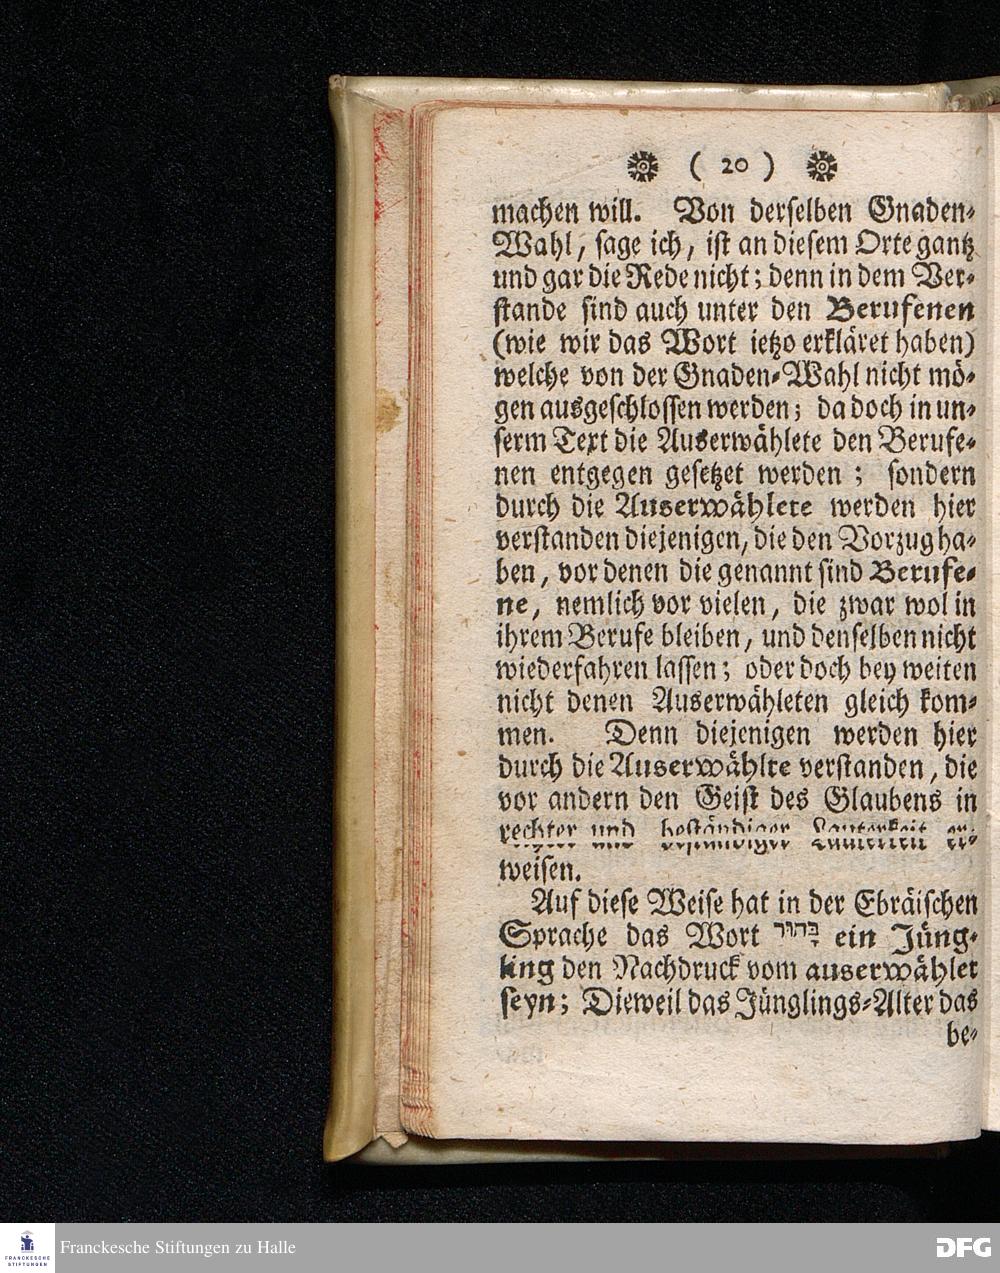 ( 20 )
machen will. Von derselben Gnaden-
Wahl, sage ich, ist an diesem Orte gantz
und gar die Rede nicht; denn in dem Ver-
stande sind auch unter den Berufenen
(wie wir das Wort ietzo erkläret haben)
welche von der Gnaden-Wahl nicht mö-
gen ausgeschlossen werden; da doch in un-
serm Text die Auserwählete den Berufe-
nen entgegen gesetzet werden; sondern
durch die Auserwählete werden hier
verstanden diejenigen, die den Vorzug ha-
ben, vor denen die genannt sind Berufe-
ne, nemlich vor vielen, die zwar wol in
ihrem Berufe bleiben, und denselben nicht
wiederfahren lassen; oder doch bey weiten
nicht denen Auserwähleten gleich kom-
men. Denn diejenigen werden hier
durch die Auserwählte verstanden, die
vor andern den Geist des Glaubens in
rechter und beständiger Lauterkeit er-
weisen.
Auf diese Weise hat in der Ebräischen
Sprache das Wort ein Jüng-
ling den Nachdruck vom auserwählet
seyn; Dieweil das Jünglings-Alter das
be-
FRANCKESCHE
STIFTUNGEN
Franckesche Stiftungen zu Halle
DFG